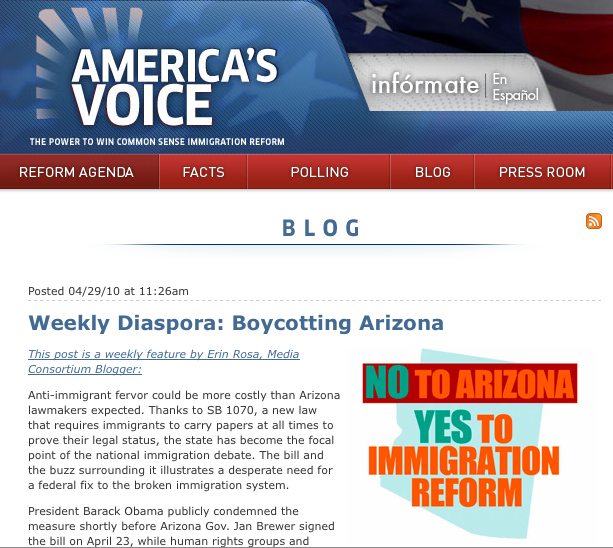 AMERICA'S
VOICE
THE POWER TO WIN COMMON SENSE IMMIGRATION REFORM
infórmate
En
Español
REFORM AGENDA
FACTS
POLLING
BLOG
PRESS ROOM
BLOG
Posted 04/29/10 at 11:26am
Weekly Diaspora: Boycotting Arizona
This post is a weekly feature by Erin Rosa, Media
Consortium Blogger:
Anti-immigrant fervor could be more costly than Arizona
lawmakers expected. Thanks to SB 1070, a new law
that requires immigrants to carry papers at all times to
prove their legal status, the state has become the focal
point of the national immigration debate. The bill and
the buzz surrounding it illustrates a desperate need for
a federal fix to the broken immigration system.
President Barack Obama publicly condemned the
measure shortly before Arizona Gov. Jan Brewer signed
the bill on April 23, while human rights groups and
NO TO ARIZONA
YES TO
IMMIGRATION
REFORM